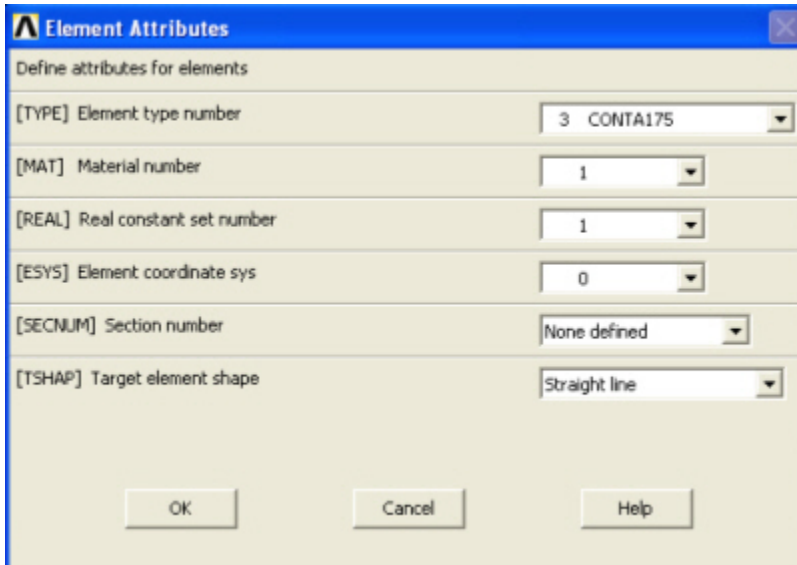 Element Attributes
Define attributes for elements
[TYPE] Element type number 3 CONTA175
[MAT] Material number 1
[REAL] Real constant set number 1
[ESYS] Element coordinate sys 0
[SECNUM] Section number None defined
[TSHAP] Target element shape Straight line
OK Cancel Help